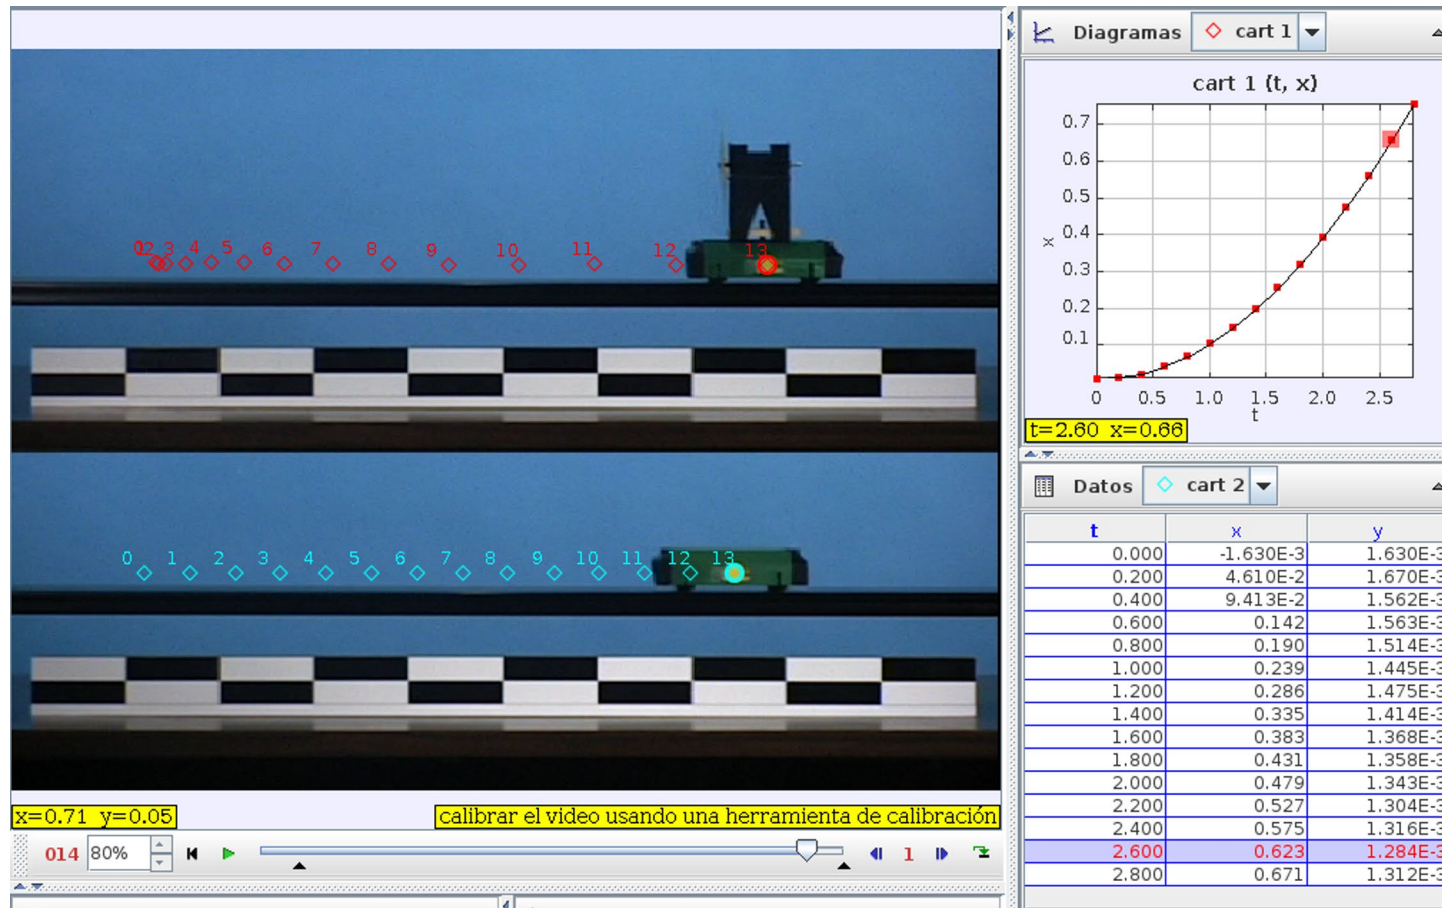 Diagramas cart 1
cart 1 (t, x)
0.7
0.6
0.5
0.4
0.3
0.2
0.1
x
0 0.5 1.0 1.5 2.0 2.5
t
t=2.60 x=0.66
3 4 5 6 7 8 9 10 11 12 13
0 1 2 3 4 5 6 7 8 9 10 11 12 13
x=0.71 y=0.05
calibrar el video usando una herramienta de calibración
014 80% 1
Datos cart 2
t x y
0.000 -1.630E-3 1.630E-3
0.200 4.610E-2 1.670E-3
0.400 9.413E-2 1.562E-3
0.600 0.142 1.563E-3
0.800 0.190 1.514E-3
1.000 0.239 1.445E-3
1.200 0.286 1.475E-3
1.400 0.335 1.414E-3
1.600 0.383 1.368E-3
1.800 0.431 1.358E-3
2.000 0.479 1.343E-3
2.200 0.527 1.304E-3
2.400 0.575 1.316E-3
2.600 0.623 1.284E-3
2.800 0.671 1.312E-3